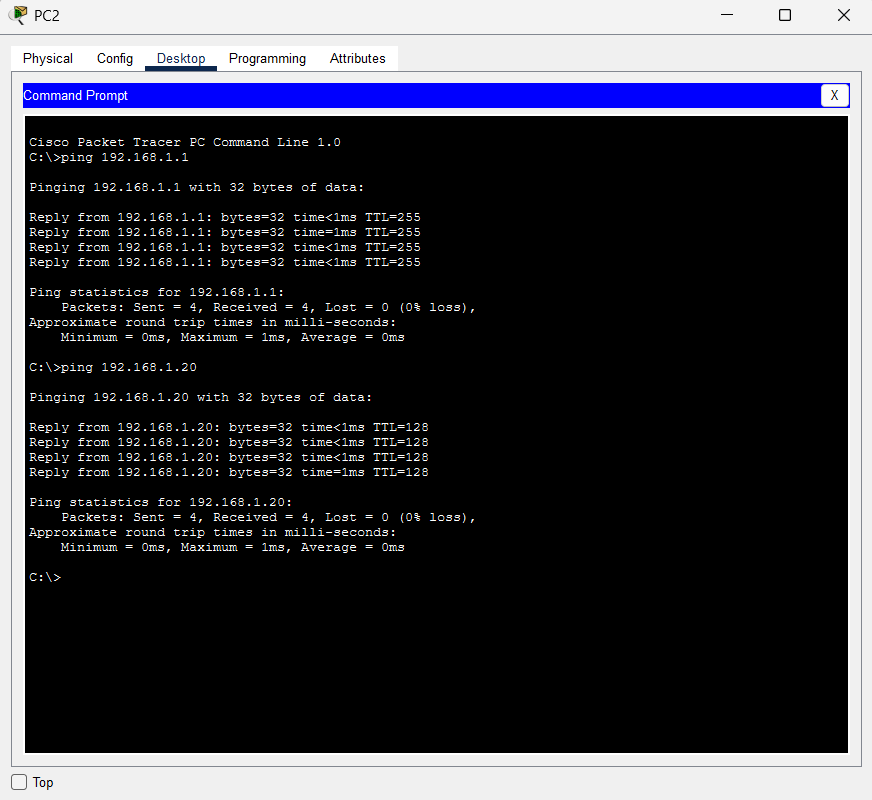 PC2
Physical Config Desktop Programming Attributes
Command Prompt
X
Cisco Packet Tracer PC Command Line 1.0
C:\>ping 192.168.1.1
Pinging 192.168.1.1 with 32 bytes of data:
Reply from 192.168.1.1: bytes=32 time<1ms TTL=255
Reply from 192.168.1.1: bytes=32 time=1ms TTL=255
Reply from 192.168.1.1: bytes=32 time<1ms TTL=255
Reply from 192.168.1.1: bytes=32 time<1ms TTL=255
Ping statistics for 192.168.1.1:
Packets: Sent = 4, Received = 4, Lost = 0 (0% loss),
Approximate round trip times in milli-seconds:
Minimum = 0ms, Maximum = 1ms, Average = 0ms
C:\>ping 192.168.1.20
Pinging 192.168.1.20 with 32 bytes of data:
Reply from 192.168.1.20: bytes=32 time<1ms TTL=128
Reply from 192.168.1.20: bytes=32 time<1ms TTL=128
Reply from 192.168.1.20: bytes=32 time<1ms TTL=128
Reply from 192.168.1.20: bytes=32 time=1ms TTL=128
Ping statistics for 192.168.1.20:
Packets: Sent = 4, Received = 4, Lost = 0 (0% loss),
Approximate round trip times in milli-seconds:
Minimum = 0ms, Maximum = 1ms, Average = 0ms
C:\>
Top